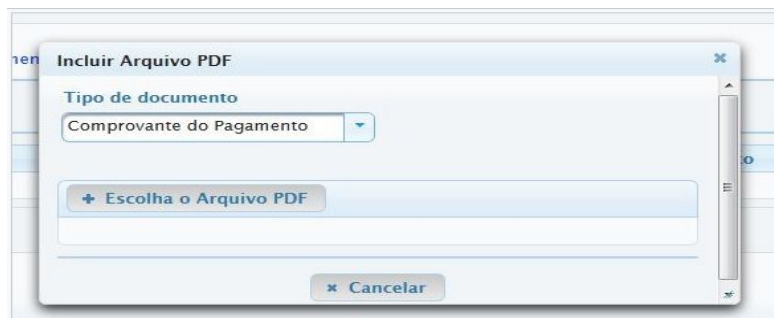 Incluir Arquivo PDF
Tipo de documento
Comprovante do Pagamento
+ Escolha o Arquivo PDF
Cancelar